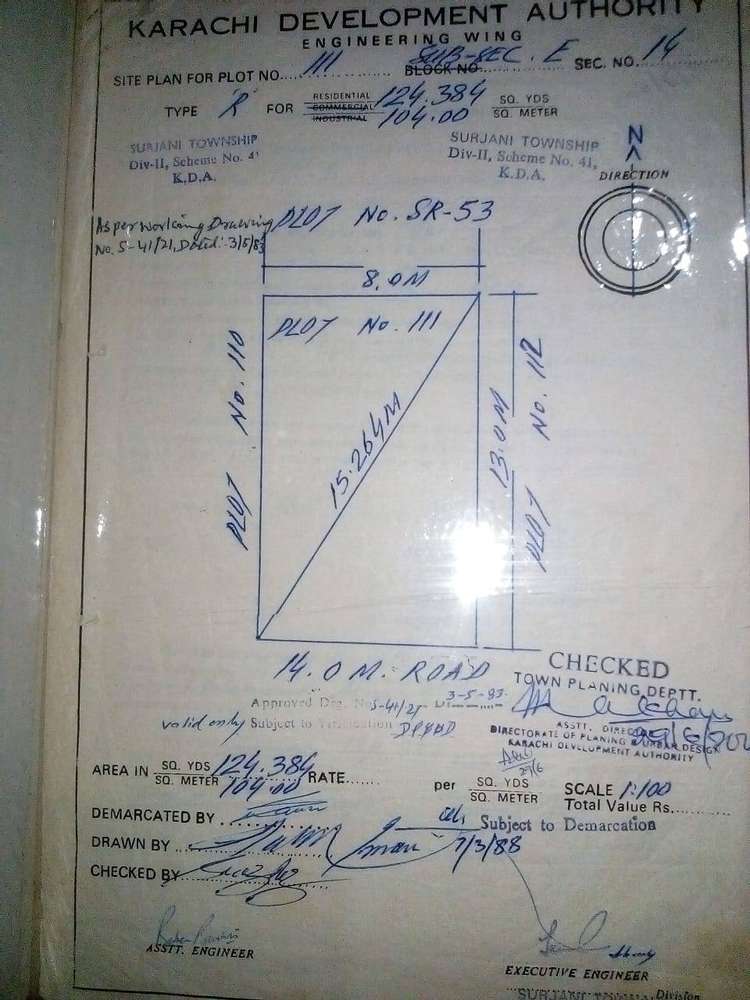 KARACHI DEVELOPMENT AUTHORITY
ENGINEERING WING
SITE PLAN FOR PLOT NO. 111 BLOCK NO SUB-SEC. E SEC. NO. 14
TYPE 'R' FOR RESIDENTIAL COMMERCIAL INDUSTRIAL 124.384 SQ. YDS
104.00 SQ. METER
SURJANI TOWNSHIP
Div-II, Scheme No. 41
K.D.A.
SURJANI TOWNSHIP
Div-II, Scheme No. 41,
K.D.A.
N
DIRECTION
As per working Drawing
No. S-41/21, Dated:- 3/5/83
PLOT No. SR-53
8.0M
PLOT No. 111
PLOT No. 110
15.264M
13.0M
PLOT No. 112
14.0 M. ROAD
CHECKED
TOWN PLANING DEPTT.
Approved Drg. No. S-41/21 Dt. 3-5-83.
valid only Subject to
ASSTT. DIRECTOR
DIRECTORATE OF PLANING & URBAN DESIGN
KARACHI DEVELOPMENT AUTHORITY
AREA IN SQ. YDS 124.384
SQ. METER 104.00
RATE...... per SQ. YDS
SQ. METER
SCALE 1:100
Total Value Rs.
DEMARCATED BY
Subject to Demarcation
DRAWN BY
7/3/88
CHECKED BY
ASSTT. ENGINEER
EXECUTIVE ENGINEER
Division